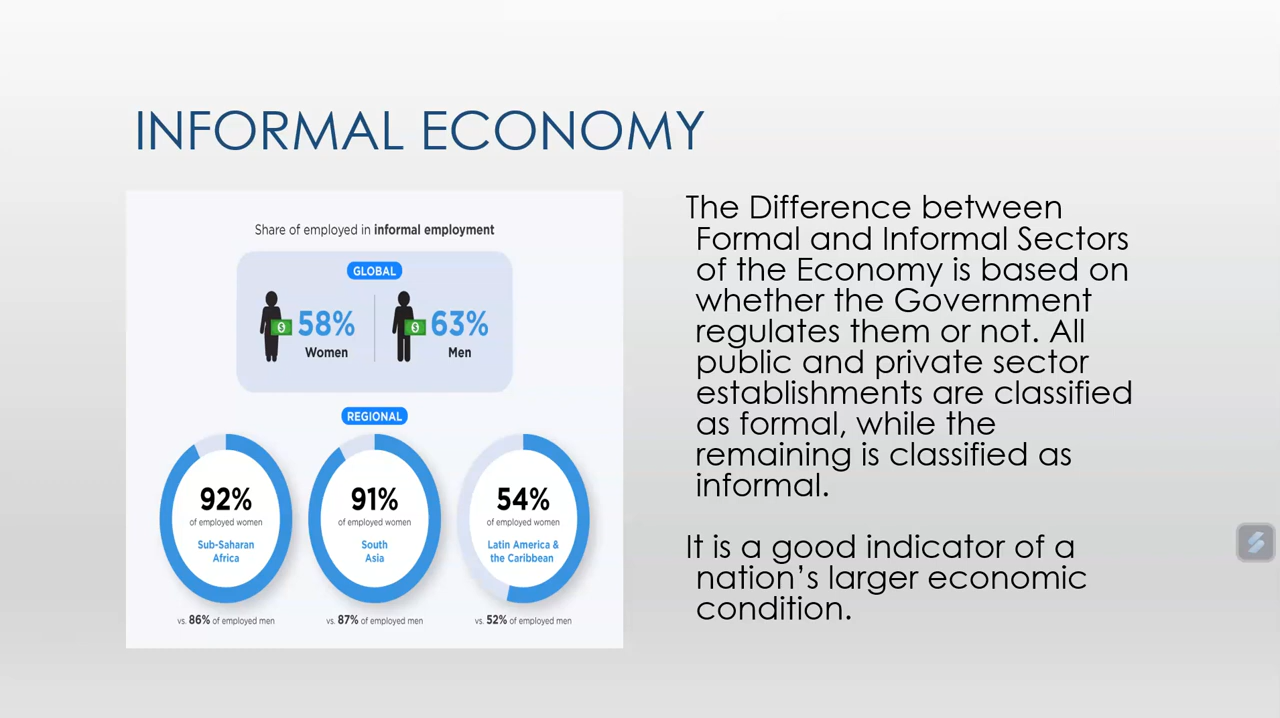 INFORMAL ECONOMY
Share of employed in informal employment
GLOBAL
58%
Women
63%
Men
REGIONAL
92%
of employed women
Sub-Saharan
Africa
vs. 86% of employed men
91%
of employed women
South
Asia
vs. 87% of employed men
54%
of employed women
Latin America &
the Caribbean
vs. 52% of employed men
The Difference between
Formal and Informal Sectors
of the Economy is based on
whether the Government
regulates them or not. All
public and private sector
establishments are classified
as formal, while the
remaining is classified as
informal.
It is a good indicator of a
nation’s larger economic
condition.